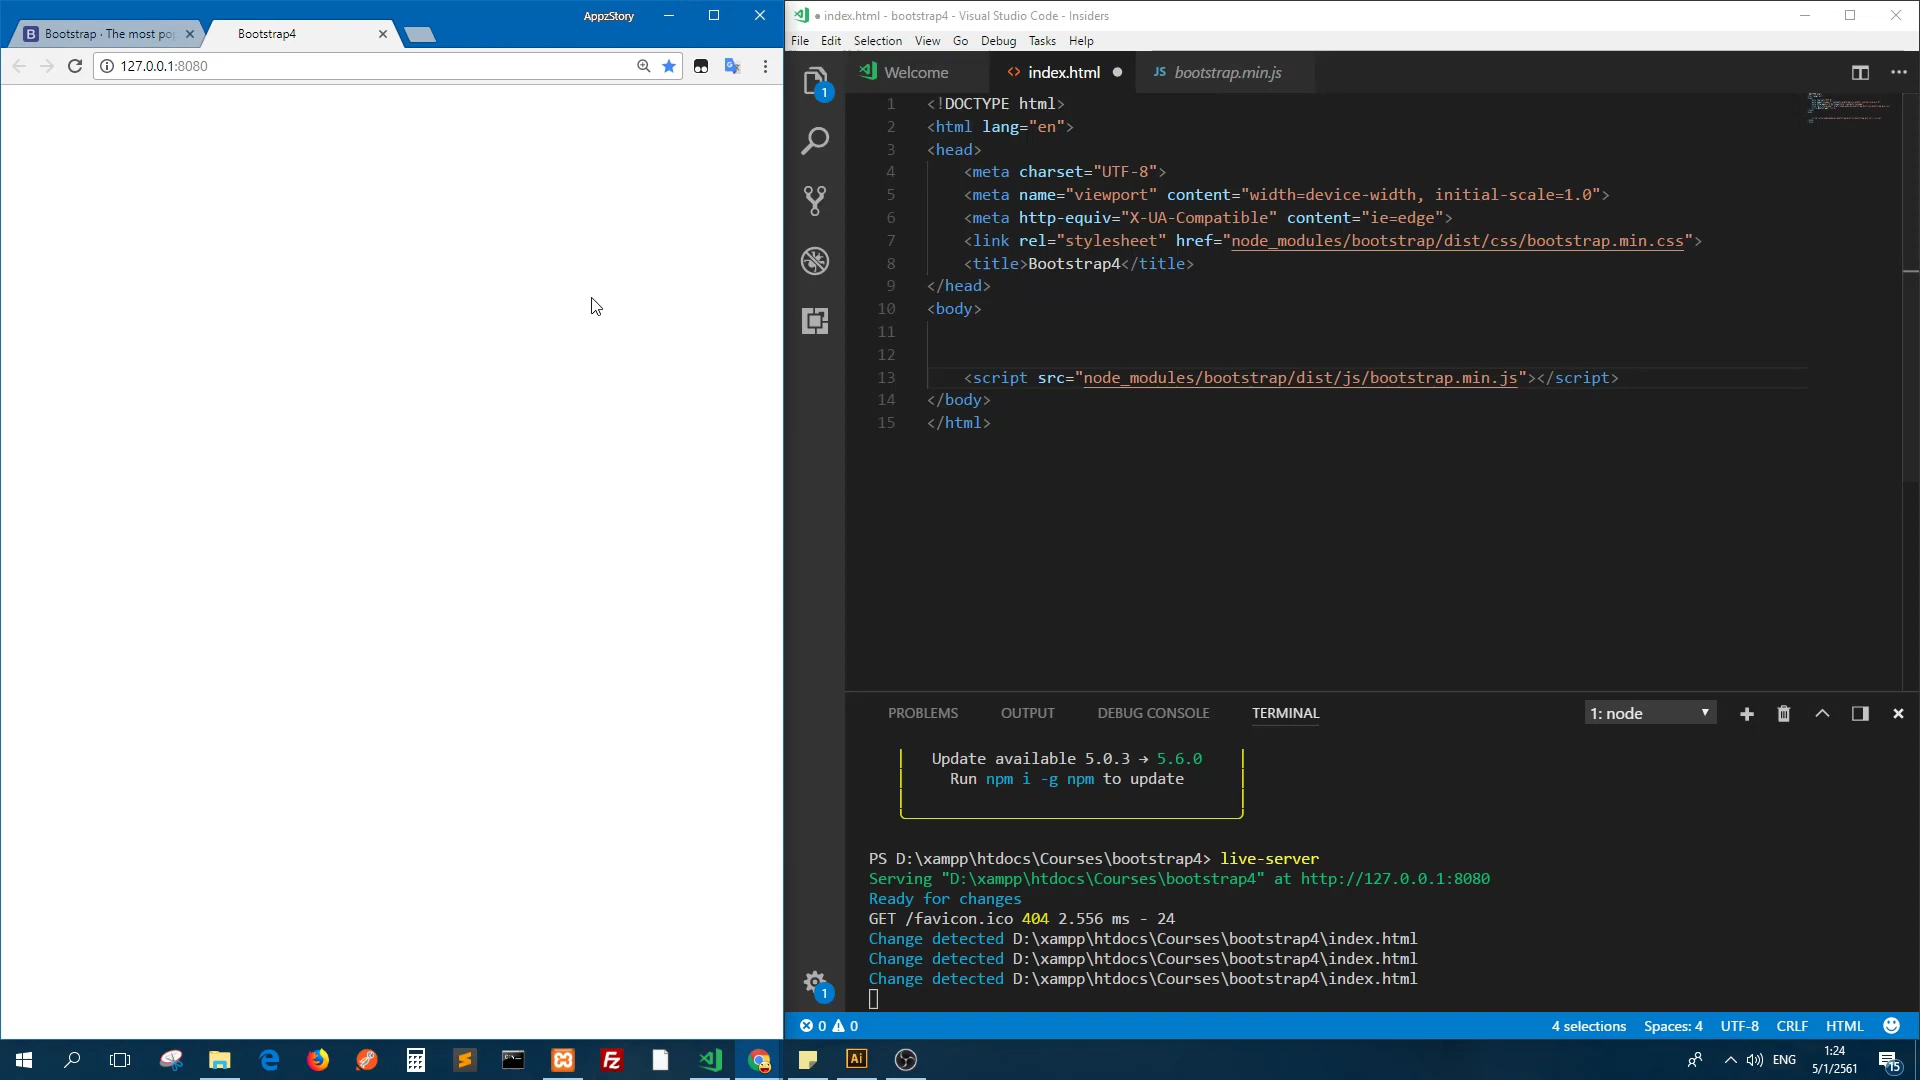 AppzStory
Bootstrap · The most pop
Bootstrap4
127.0.0.1:8080
index.html - bootstrap4 - Visual Studio Code - Insiders
File Edit Selection View Go Debug Tasks Help
1
Welcome
index.html
JS bootstrap.min.js
1 <!DOCTYPE html>
2 <html lang="en">
3 <head>
4 <meta charset="UTF-8">
5 <meta name="viewport" content="width=device-width, initial-scale=1.0">
6 <meta http-equiv="X-UA-Compatible" content="ie=edge">
7 <link rel="stylesheet" href="node_modules/bootstrap/dist/css/bootstrap.min.css">
8 <title>Bootstrap4</title>
9 </head>
10 <body>
11
12
13 <script src="node_modules/bootstrap/dist/js/bootstrap.min.js"></script>
14 </body>
15 </html>
PROBLEMS OUTPUT DEBUG CONSOLE TERMINAL
1: node
Update available 5.0.3 → 5.6.0
Run npm i -g npm to update
PS D:\xampp\htdocs\Courses\bootstrap4> live-server
Serving "D:\xampp\htdocs\Courses\bootstrap4" at http://127.0.0.1:8080
Ready for changes
GET /favicon.ico 404 2.556 ms - 24
Change detected D:\xampp\htdocs\Courses\bootstrap4\index.html
Change detected D:\xampp\htdocs\Courses\bootstrap4\index.html
Change detected D:\xampp\htdocs\Courses\bootstrap4\index.html
1
0 0
4 selections Spaces: 4 UTF-8 CRLF HTML
Ai
ENG
1:24
5/1/2561
15